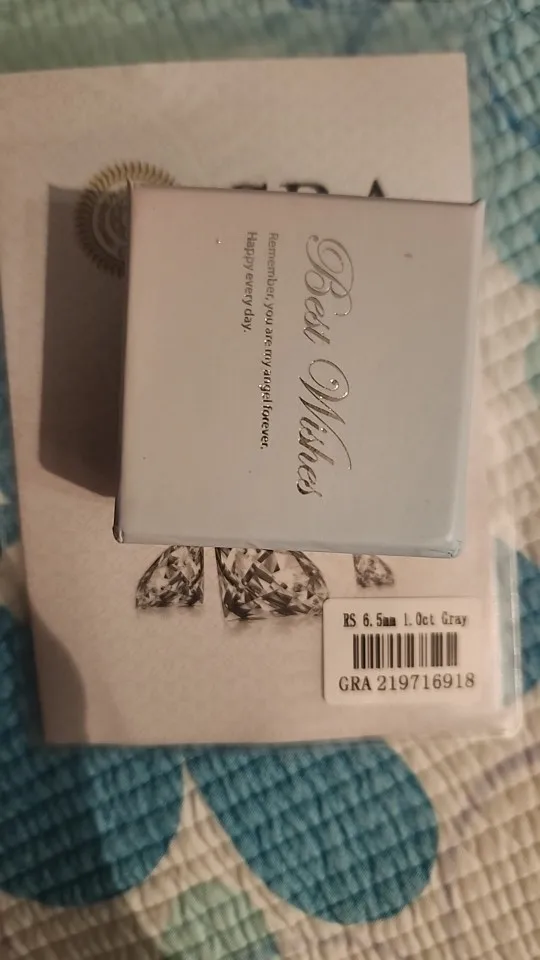 GRA
Best Wishes
Remember, you are my angel forever.
Happy every day.
RS 6.5mm 1.0ct Gray
GRA 219716918